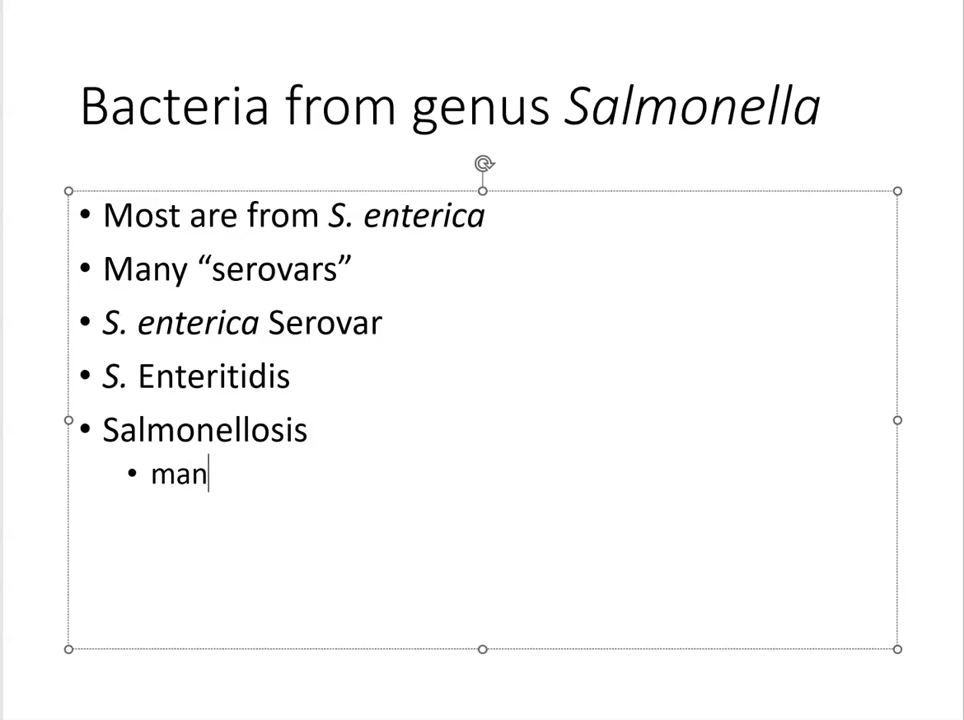 Bacteria from genus Salmonella
• Most are from S. enterica
• Many “serovars”
• S. enterica Serovar
• S. Enteritidis
• Salmonellosis
• man